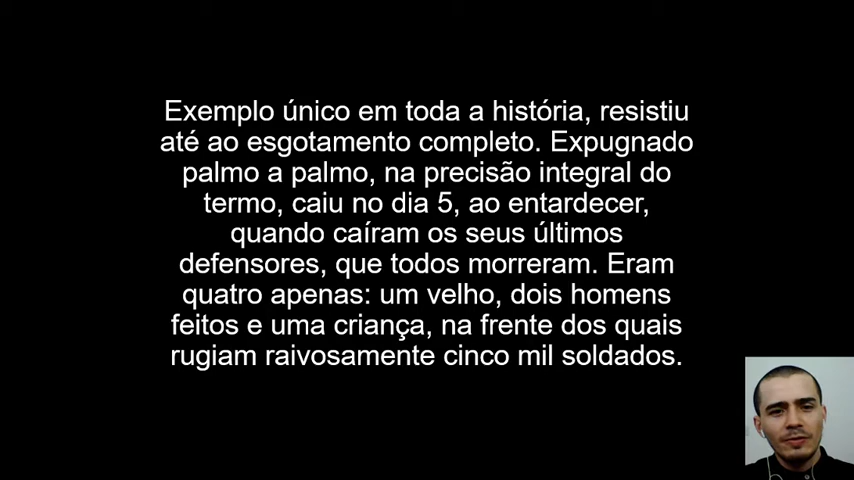 Exemplo único em toda a história, resistiu
até ao esgotamento completo. Expugnado
palmo a palmo, na precisão integral do
termo, caiu no dia 5, ao entardecer,
quando caíram os seus últimos
defensores, que todos morreram. Eram
quatro apenas: um velho, dois homens
feitos e uma criança, na frente dos quais
rugiam raivosamente cinco mil soldados.